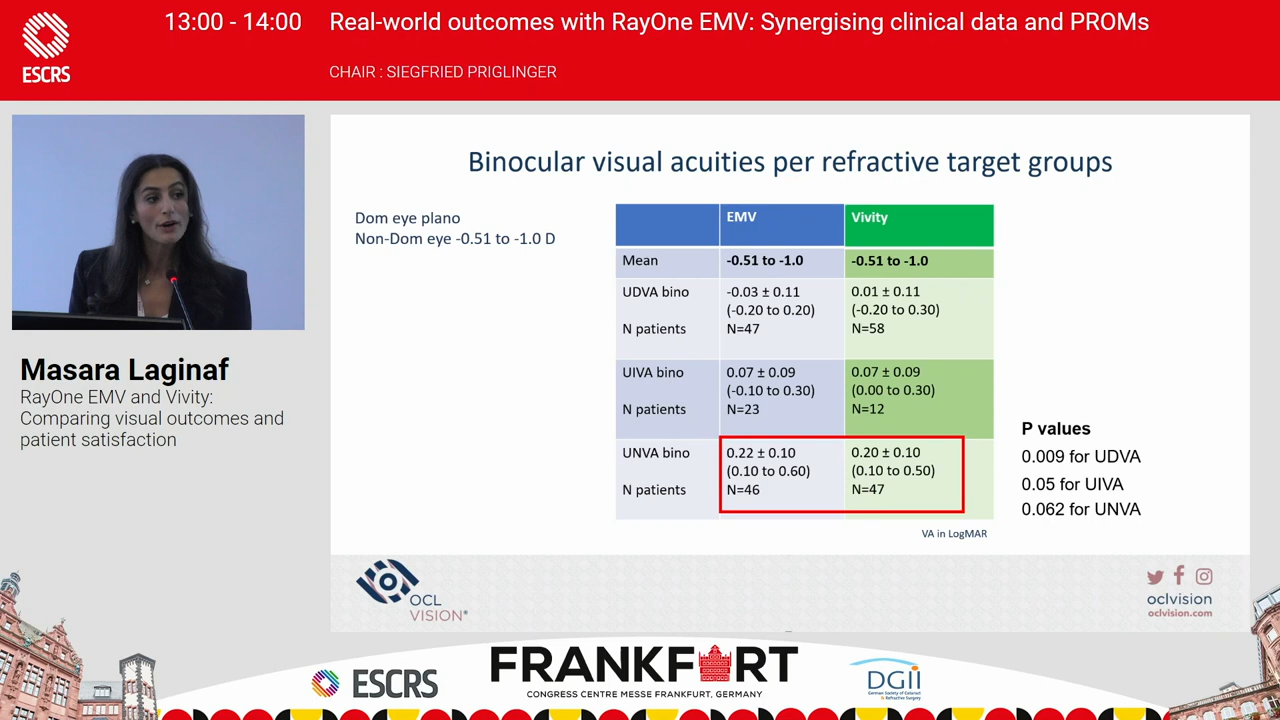 ESCRS
13:00 - 14:00
Real-world outcomes with RayOne EMV: Synergising clinical data and PROMs
CHAIR : SIEGFRIED PRIGLINGER
Masara Laginaf
RayOne EMV and Vivity:
Comparing visual outcomes and
patient satisfaction
Binocular visual acuities per refractive target groups
Dom eye plano
Non-Dom eye -0.51 to -1.0 D
EMV Vivity
Mean -0.51 to -1.0 -0.51 to -1.0
UDVA bino -0.03 ± 0.11 0.01 ± 0.11
(-0.20 to 0.20) (-0.20 to 0.30)
N patients N=47 N=58
UIVA bino 0.07 ± 0.09 0.07 ± 0.09
(-0.10 to 0.30) (0.00 to 0.30)
N patients N=23 N=12
UNVA bino 0.22 ± 0.10 0.20 ± 0.10
(0.10 to 0.60) (0.10 to 0.50)
N patients N=46 N=47
P values
0.009 for UDVA
0.05 for UIVA
0.062 for UNVA
VA in LogMAR
OCL
VISION®
oclvision
oclvision.com
ESCRS
FRANKFURT
CONGRESS CENTRE MESSE FRANKFURT, GERMANY
DGII
German Society of Cataract
& Refractive Surgery